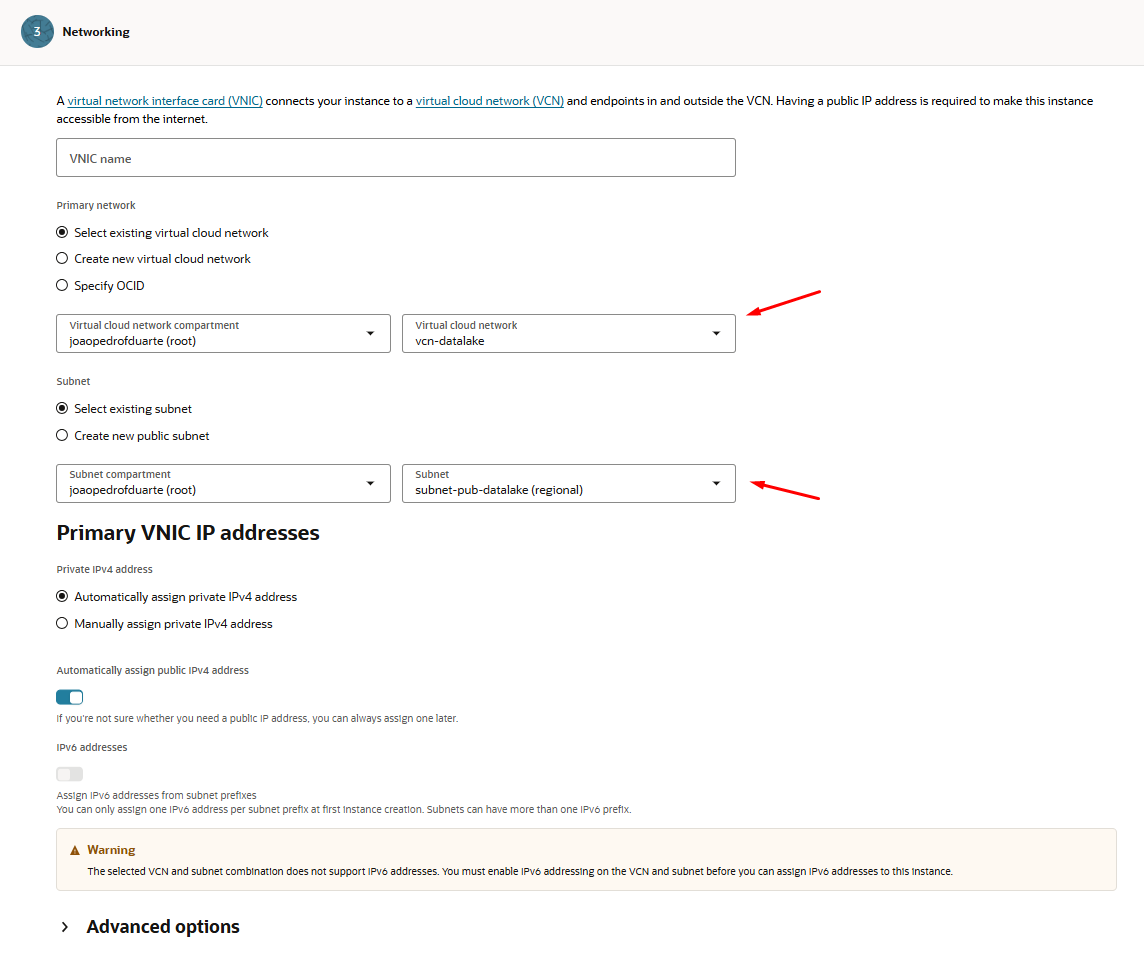 3 Networking
A virtual network interface card (VNIC) connects your instance to a virtual cloud network (VCN) and endpoints in and outside the VCN. Having a public IP address is required to make this instance
accessible from the internet.
VNIC name
Primary network
Select existing virtual cloud network
Create new virtual cloud network
Specify OCID
Virtual cloud network compartment
joaopedrofduarte (root)
Virtual cloud network
vcn-datalake
Subnet
Select existing subnet
Create new public subnet
Subnet compartment
joaopedrofduarte (root)
Subnet
subnet-pub-datalake (regional)
Primary VNIC IP addresses
Private IPv4 address
Automatically assign private IPv4 address
Manually assign private IPv4 address
Automatically assign public IPv4 address
If you're not sure whether you need a public IP address, you can always assign one later.
IPv6 addresses
Assign IPv6 addresses from subnet prefixes
You can only assign one IPv6 address per subnet prefix at first instance creation. Subnets can have more than one IPv6 prefix.
Warning
The selected VCN and subnet combination does not support IPv6 addresses. You must enable IPv6 addressing on the VCN and subnet before you can assign IPv6 addresses to this instance.
Advanced options